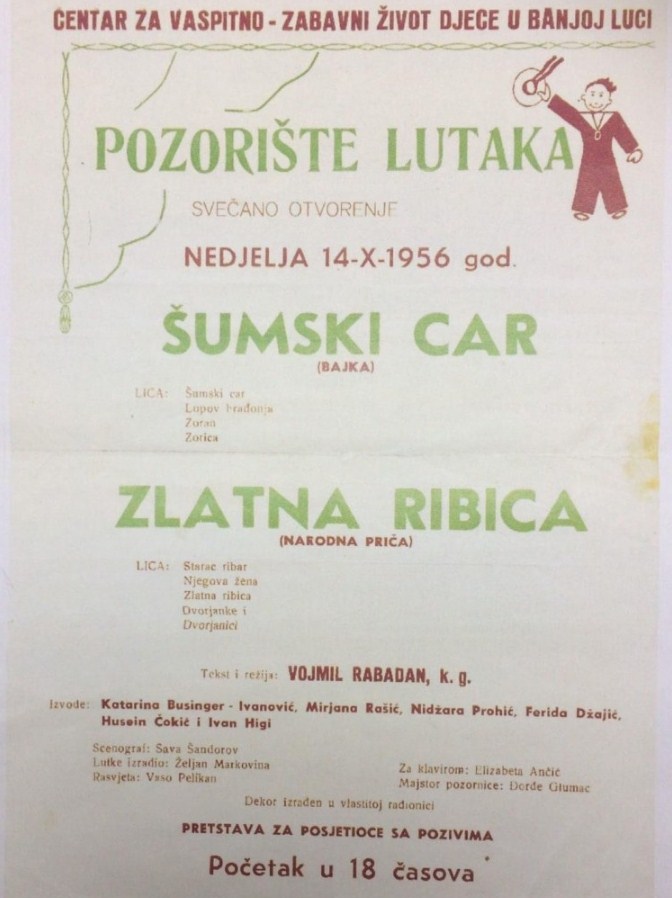 CENTAR ZA VASPITNO - ZABAVNI ŽIVOT DJECE U BANJOJ LUCI
POZORIŠTE LUTAKA
SVEČANO OTVORENJE
NEDJELJA 14-X-1956 god.
ŠUMSKI CAR
(BAJKA)
LICA: Šumski car
Lopov bradonja
Zoran
Zorica
ZLATNA RIBICA
(NARODNA PRIČA)
LICA: Starac ribar
Njegova žena
Zlatna ribica
Dvorjanke i
Dvorjanici
Tekst i režija: VOJMIL RABADAN, k. g.
Izvode: Katarina Businger - Ivanović, Mirjana Rašić, Nidžara Prohić, Ferida Džajić,
Husein Čokić i Ivan Higi
Scenograf: Sava Šandorov
Lutke izradio: Željan Markovina
Rasvjeta: Vaso Pelikan
Za klavirom: Elizabeta Ančić
Majstor pozornice: Đorđe Glumac
Dekor izrađen u vlastitoj radionici
PRETSTAVA ZA POSJETIOCE SA POZIVIMA
Početak u 18 časova